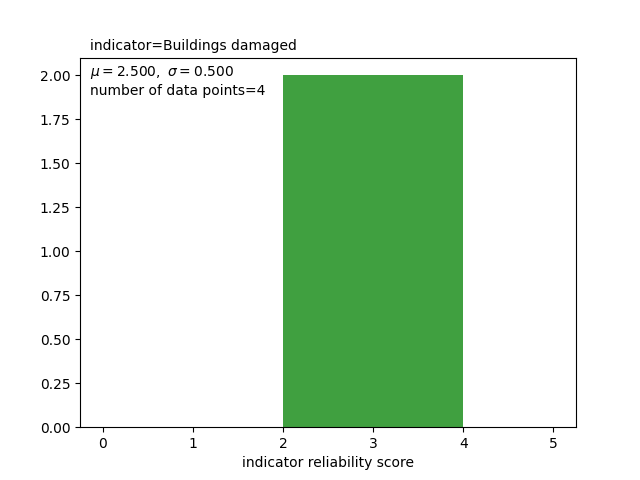 indicator=Buildings damaged
μ = 2.500, σ = 0.500
number of data points=4
2.00
1.75
1.50
1.25
1.00
0.75
0.50
0.25
0.00
0 1 2 3 4 5
indicator reliability score